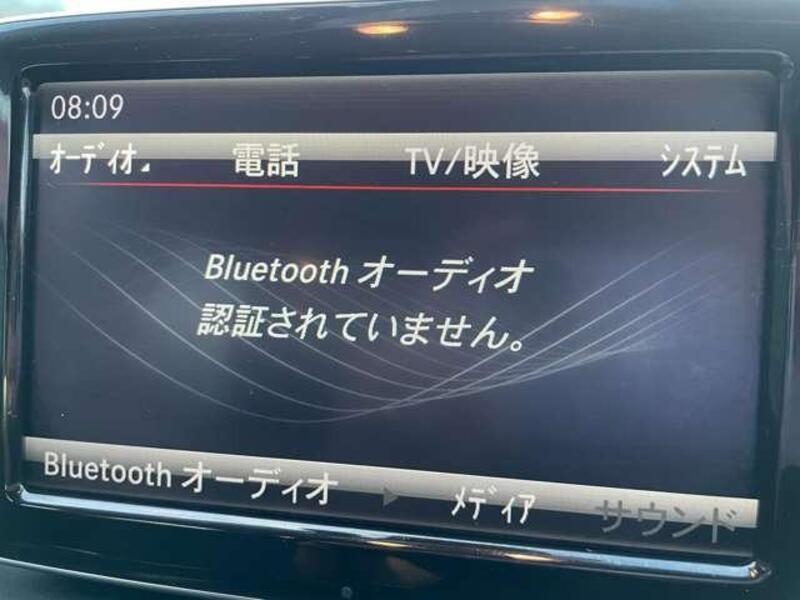 08:09
ｵｰﾃﾞｨｵ 電話 TV/映像 ｼｽﾃﾑ
Bluetooth オーディオ
認証されていません。
Bluetooth オーディオ ▶ ﾒﾃﾞｨｱ サウンド